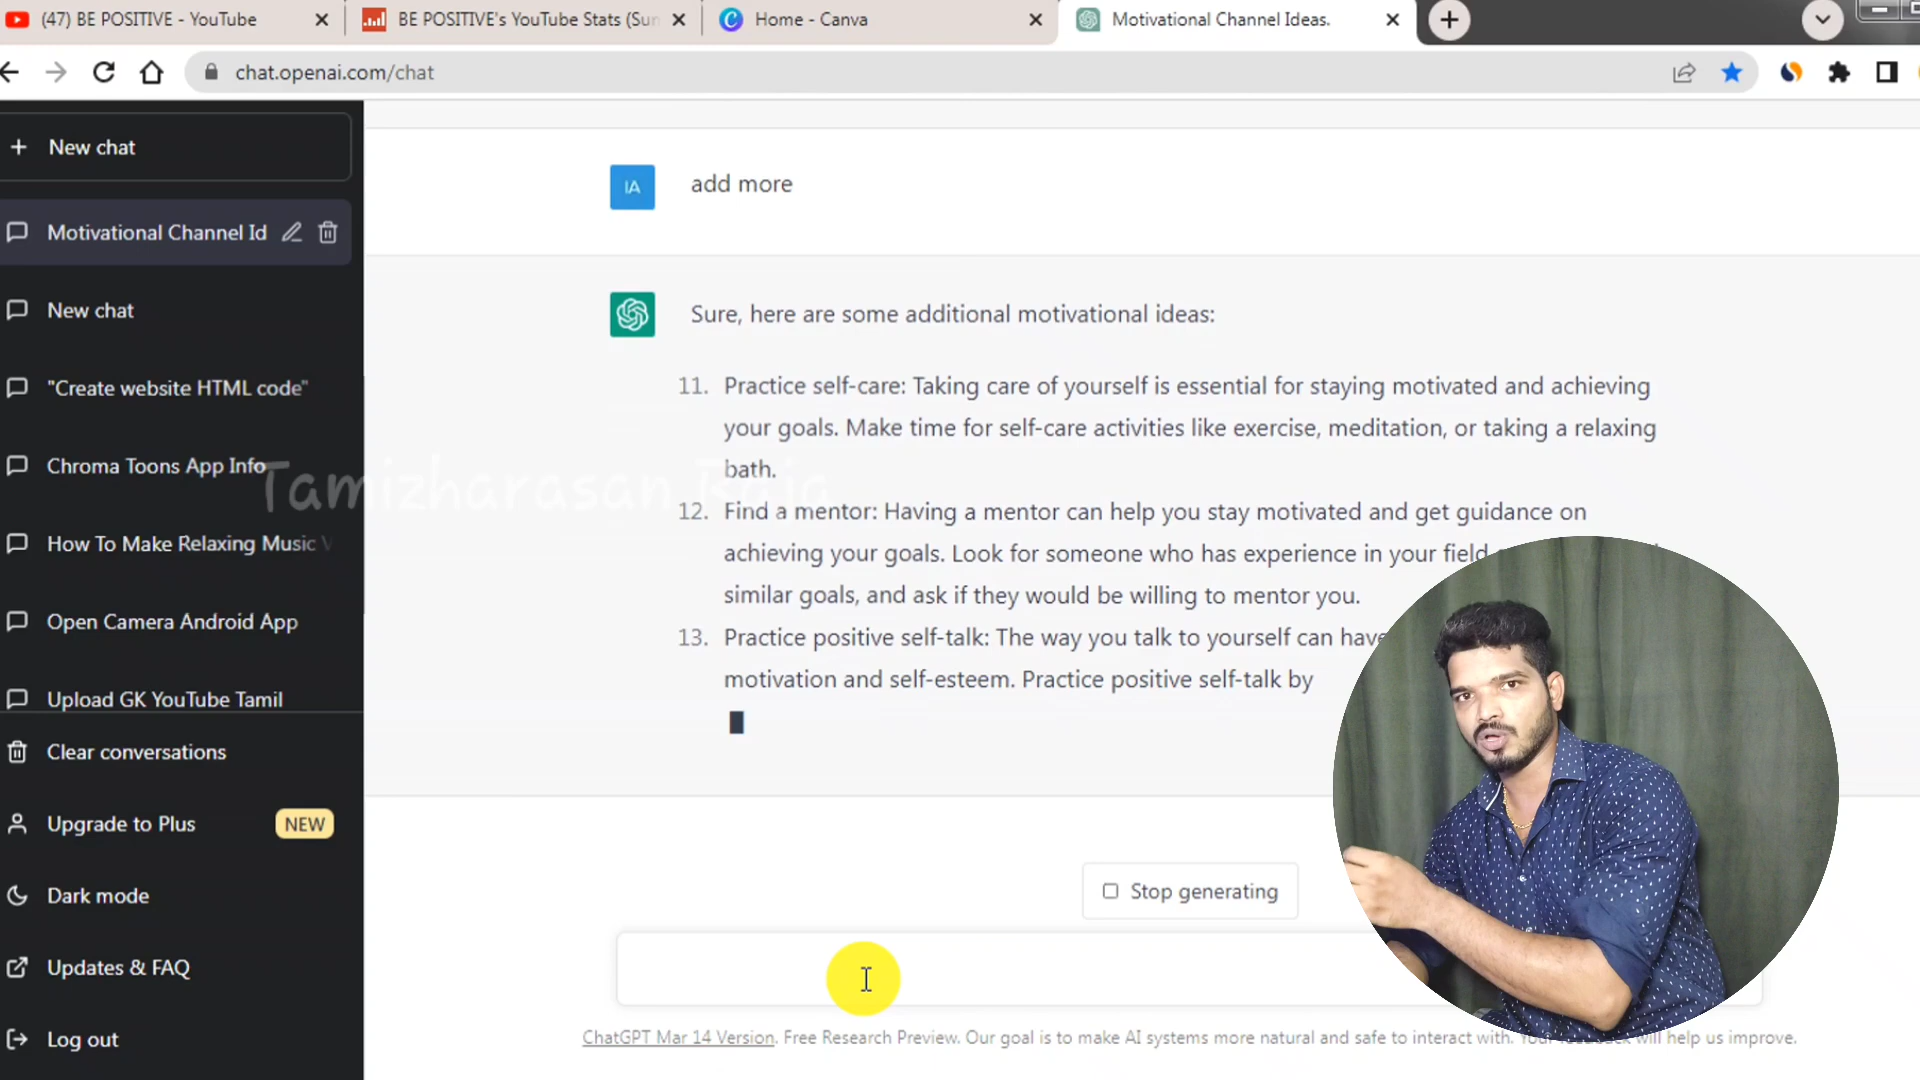 (47) BE POSITIVE - YouTube
BE POSITIVE's YouTube Stats (Sun
Home - Canva
Motivational Channel Ideas.
chat.openai.com/chat
New chat
Motivational Channel Id
New chat
"Create website HTML code"
Chroma Toons App Info
How To Make Relaxing Music V
Open Camera Android App
Upload GK YouTube Tamil
Clear conversations
Upgrade to Plus NEW
Dark mode
Updates & FAQ
Log out
Tamizharasan Raja
IA add more
Sure, here are some additional motivational ideas:
11. Practice self-care: Taking care of yourself is essential for staying motivated and achieving
your goals. Make time for self-care activities like exercise, meditation, or taking a relaxing
bath.
12. Find a mentor: Having a mentor can help you stay motivated and get guidance on
achieving your goals. Look for someone who has experience in your field
similar goals, and ask if they would be willing to mentor you.
13. Practice positive self-talk: The way you talk to yourself can have
motivation and self-esteem. Practice positive self-talk by
Stop generating
ChatGPT Mar 14 Version. Free Research Preview. Our goal is to make AI systems more natural and safe to interact with. Your feedback will help us improve.